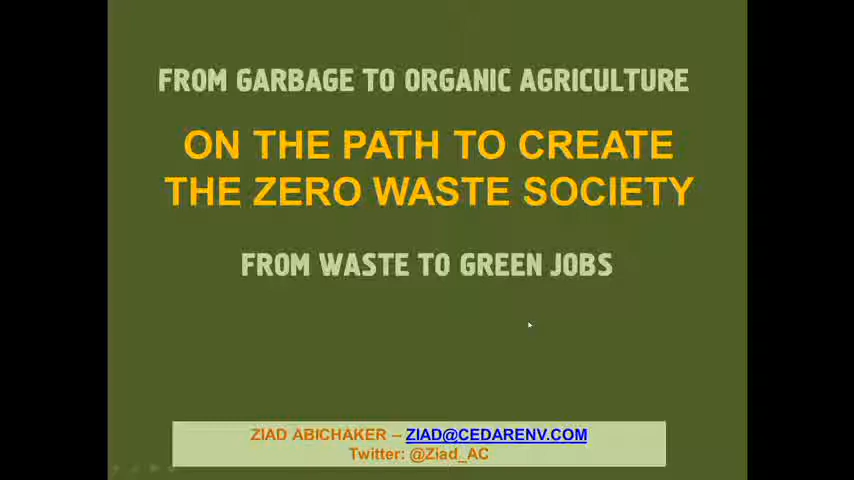 FROM GARBAGE TO ORGANIC AGRICULTURE
ON THE PATH TO CREATE
THE ZERO WASTE SOCIETY
FROM WASTE TO GREEN JOBS
ZIAD ABICHAKER – ZIAD@CEDARENV.COM
Twitter: @Ziad_AC